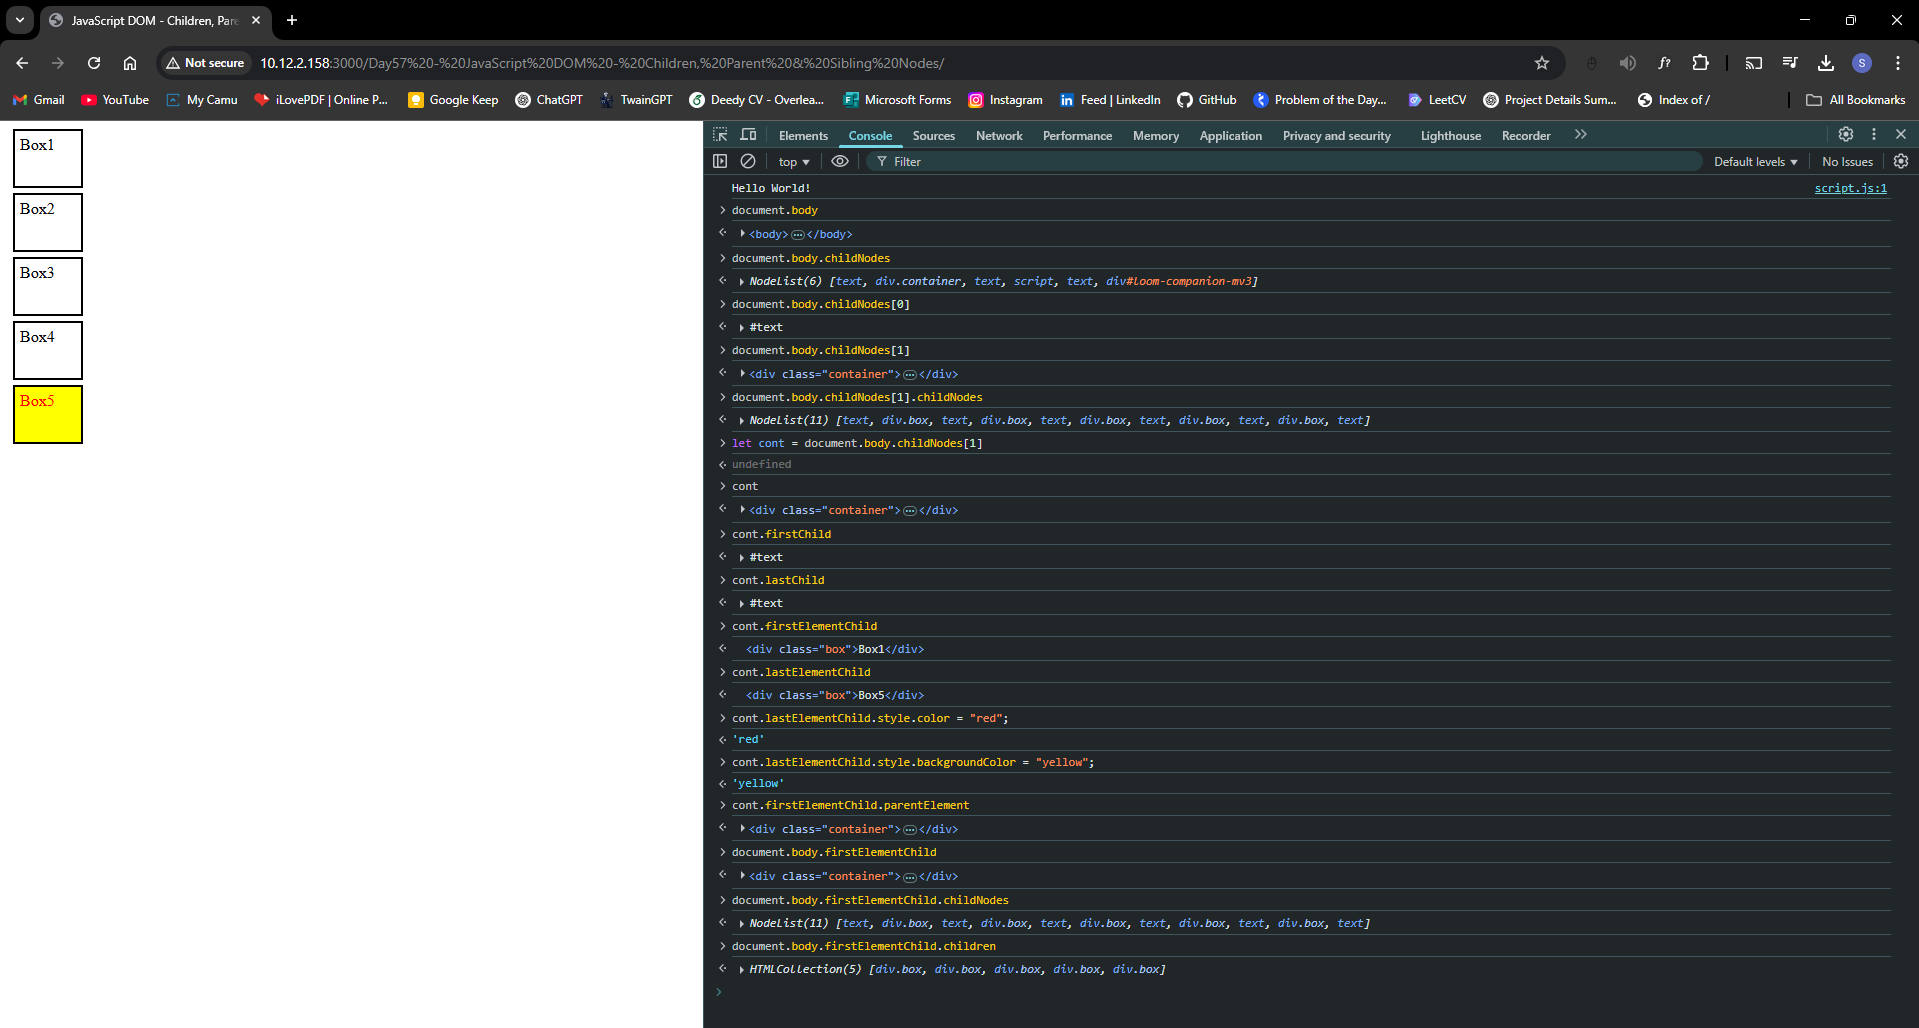 JavaScript DOM - Children, Pare
Not secure 10.12.2.158:3000/Day57%20-%20JavaScript%20DOM%20-%20Children,%20Parent%20&%20Sibling%20Nodes/
f?
S
Gmail YouTube My Camu iLovePDF | Online P... Google Keep ChatGPT TwainGPT Deedy CV - Overlea... Microsoft Forms Instagram Feed | LinkedIn GitHub Problem of the Day... LeetCV Project Details Summ... Index of / All Bookmarks
Box1
Box2
Box3
Box4
Box5
Elements Console Sources Network Performance Memory Application Privacy and security Lighthouse Recorder
top Filter Default levels No Issues
Hello World! script.js:1
document.body
<body>…</body>
document.body.childNodes
NodeList(6) [text, div.container, text, script, text, div#loom-companion-mv3]
document.body.childNodes[0]
#text
document.body.childNodes[1]
<div class="container">…</div>
document.body.childNodes[1].childNodes
NodeList(11) [text, div.box, text, div.box, text, div.box, text, div.box, text, div.box, text]
let cont = document.body.childNodes[1]
undefined
cont
<div class="container">…</div>
cont.firstChild
#text
cont.lastChild
#text
cont.firstElementChild
<div class="box">Box1</div>
cont.lastElementChild
<div class="box">Box5</div>
cont.lastElementChild.style.color = "red";
'red'
cont.lastElementChild.style.backgroundColor = "yellow";
'yellow'
cont.firstElementChild.parentElement
<div class="container">…</div>
document.body.firstElementChild
<div class="container">…</div>
document.body.firstElementChild.childNodes
NodeList(11) [text, div.box, text, div.box, text, div.box, text, div.box, text, div.box, text]
document.body.firstElementChild.children
HTMLCollection(5) [div.box, div.box, div.box, div.box, div.box]